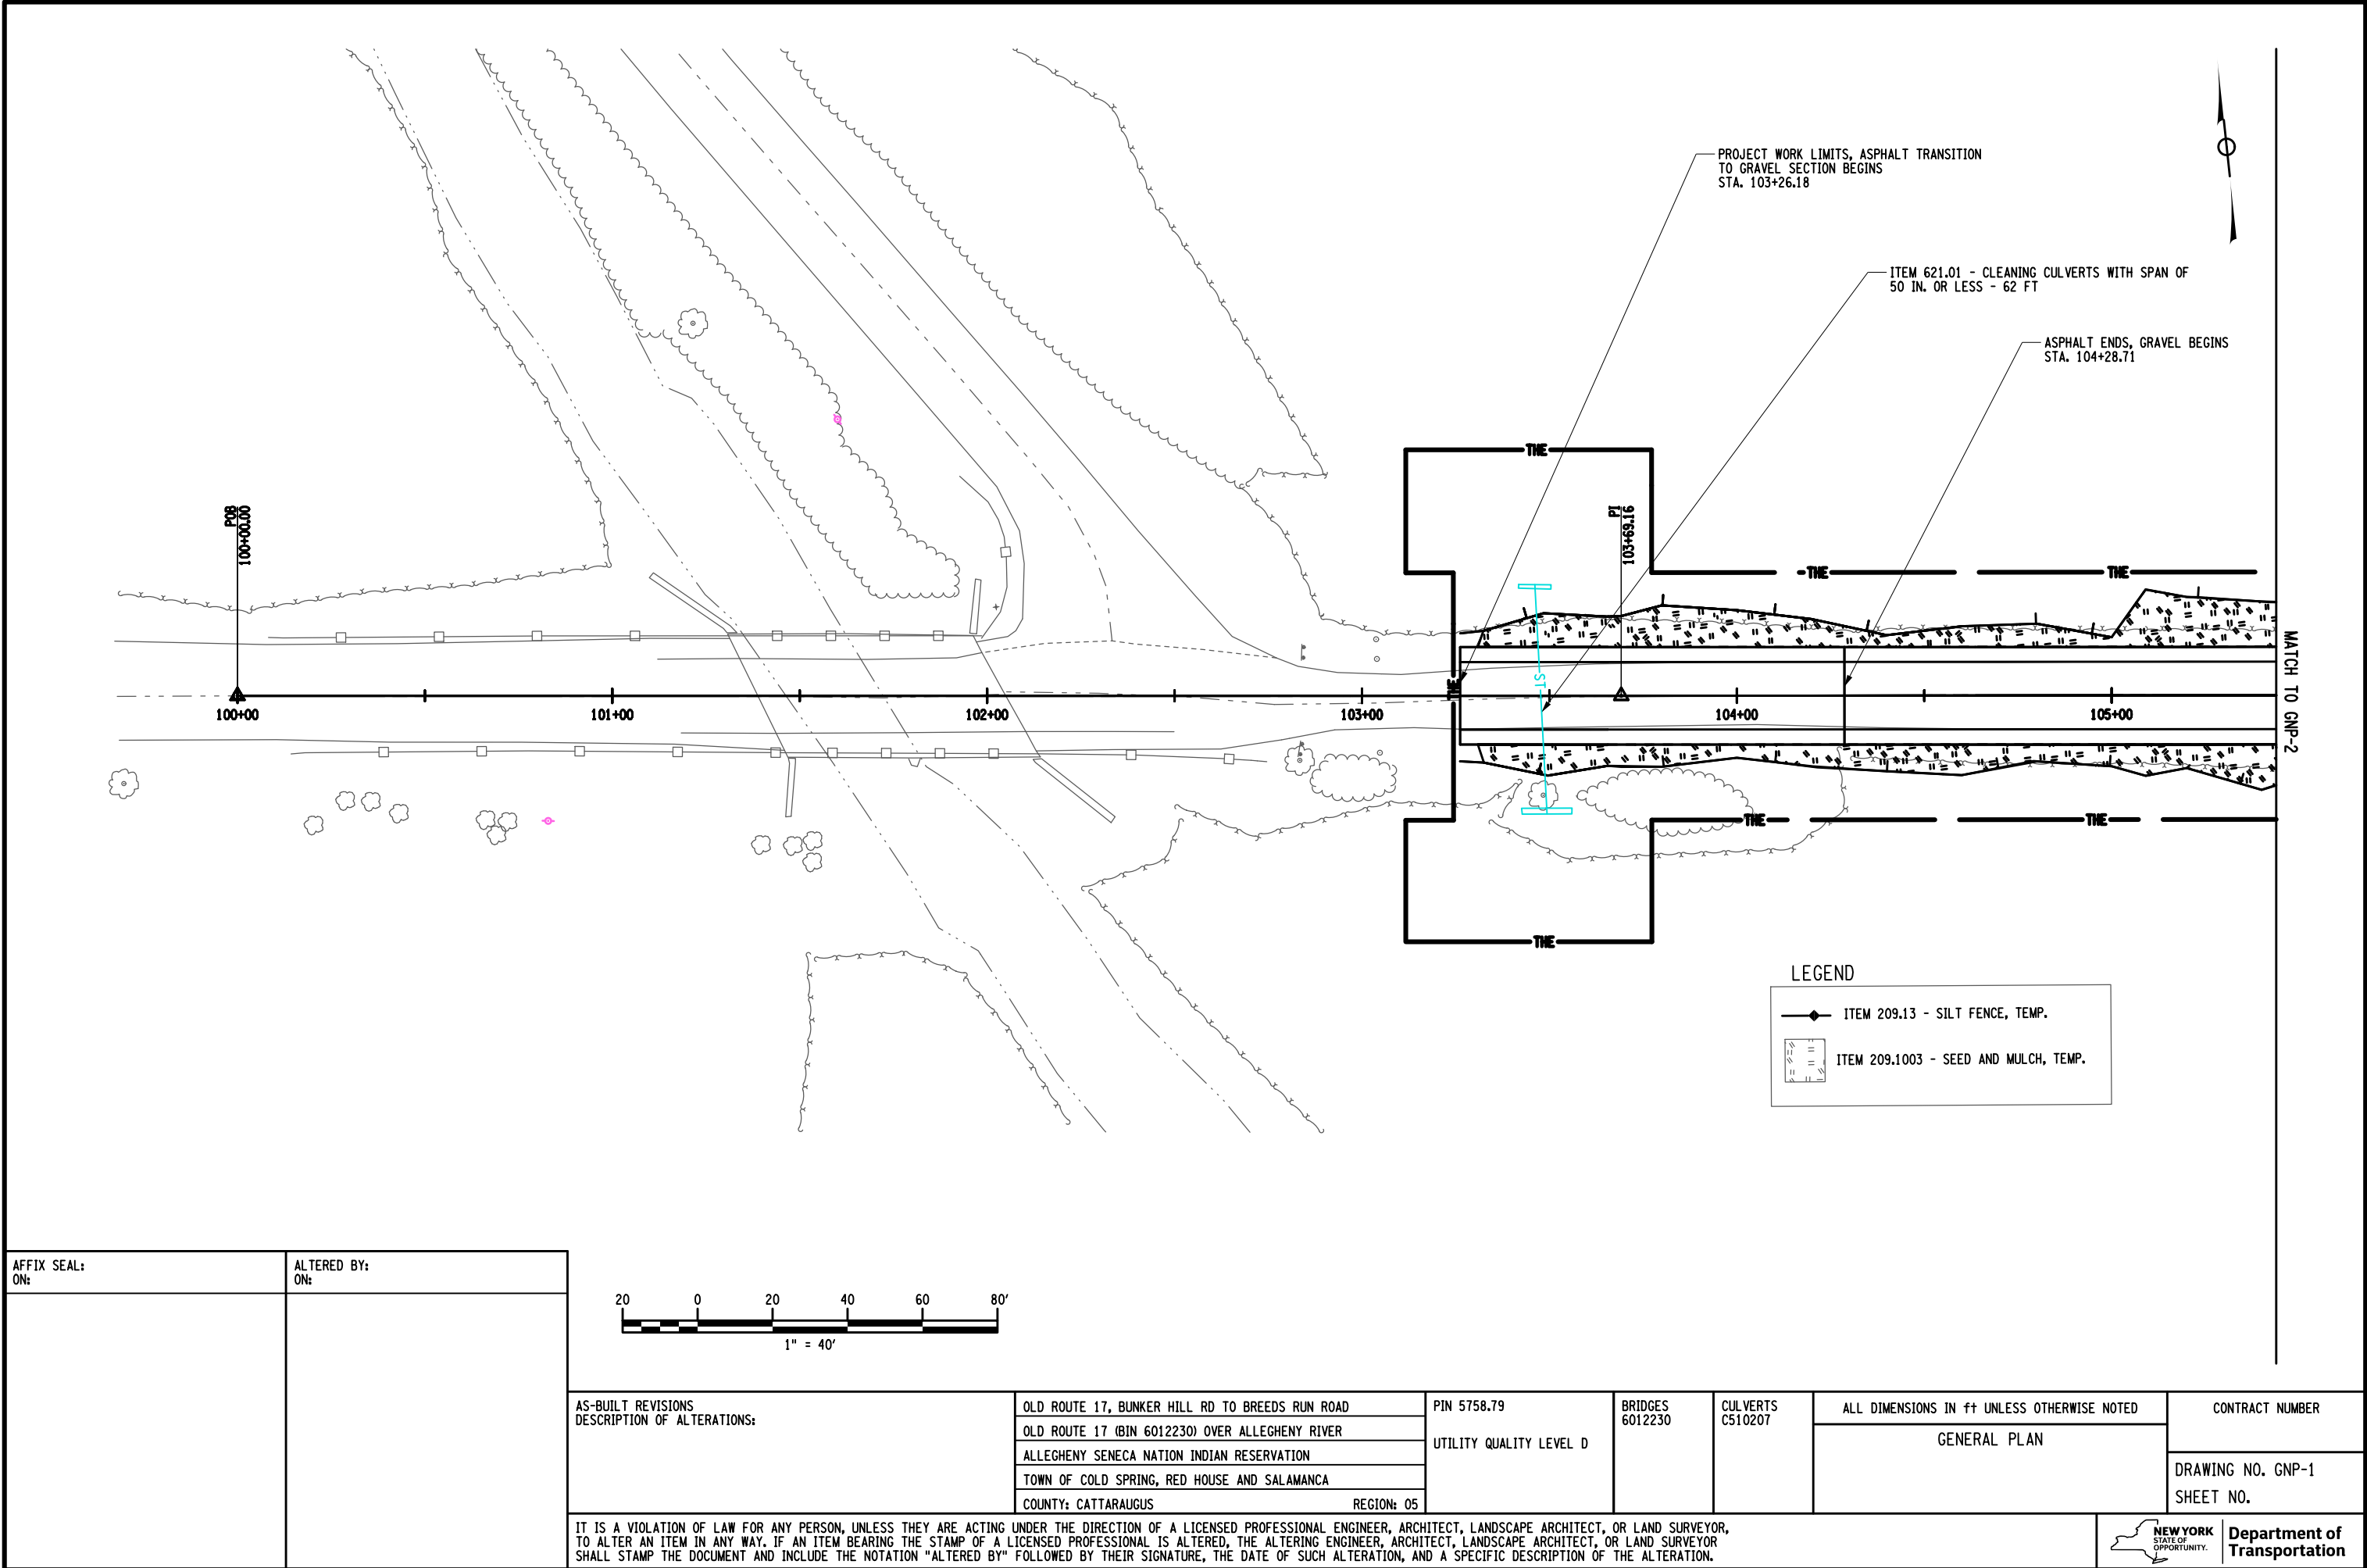 PROJECT WORK LIMITS, ASPHALT TRANSITION
TO GRAVEL SECTION BEGINS
STA. 103+26.18
ITEM 621.01 - CLEANING CULVERTS WITH SPAN OF
50 IN. OR LESS - 62 FT
ASPHALT ENDS, GRAVEL BEGINS
STA. 104+28.71
POB
100+00.00
PI
103+69.16
THE
THE
THE
THE
ST
100+00
101+00
102+00
103+00
104+00
105+00
MATCH TO GNP-2
THE
THE
THE
LEGEND
ITEM 209.13 - SILT FENCE, TEMP.
ITEM 209.1003 - SEED AND MULCH, TEMP.
AFFIX SEAL:
ON:
ALTERED BY:
ON:
20 0 20 40 60 80'
1" = 40'
AS-BUILT REVISIONS
DESCRIPTION OF ALTERATIONS:
OLD ROUTE 17, BUNKER HILL RD TO BREEDS RUN ROAD
OLD ROUTE 17 (BIN 6012230) OVER ALLEGHENY RIVER
ALLEGHENY SENECA NATION INDIAN RESERVATION
TOWN OF COLD SPRING, RED HOUSE AND SALAMANCA
COUNTY: CATTARAUGUS REGION: 05
PIN 5758.79
UTILITY QUALITY LEVEL D
BRIDGES
6012230
CULVERTS
C510207
ALL DIMENSIONS IN ft UNLESS OTHERWISE NOTED
GENERAL PLAN
CONTRACT NUMBER
DRAWING NO. GNP-1
SHEET NO.
IT IS A VIOLATION OF LAW FOR ANY PERSON, UNLESS THEY ARE ACTING UNDER THE DIRECTION OF A LICENSED PROFESSIONAL ENGINEER, ARCHITECT, LANDSCAPE ARCHITECT, OR LAND SURVEYOR,
TO ALTER AN ITEM IN ANY WAY. IF AN ITEM BEARING THE STAMP OF A LICENSED PROFESSIONAL IS ALTERED, THE ALTERING ENGINEER, ARCHITECT, LANDSCAPE ARCHITECT, OR LAND SURVEYOR
SHALL STAMP THE DOCUMENT AND INCLUDE THE NOTATION "ALTERED BY" FOLLOWED BY THEIR SIGNATURE, THE DATE OF SUCH ALTERATION, AND A SPECIFIC DESCRIPTION OF THE ALTERATION.
NEW YORK
STATE OF
OPPORTUNITY.
Department of
Transportation